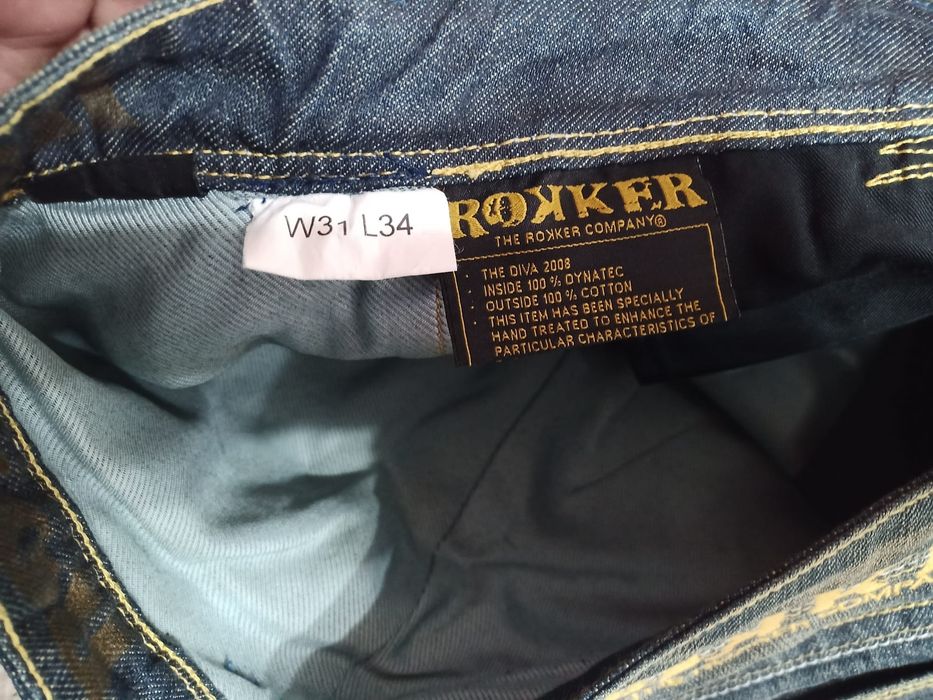 W31 L34
ROKKER
THE ROKKER COMPANY®
· THE DIVA 2008
· INSIDE 100 % DYNATEC
· OUTSIDE 100 % COTTON
· THIS ITEM HAS BEEN SPECIALLY
HAND TREATED TO ENHANCE THE
PARTICULAR CHARACTERISTICS OF